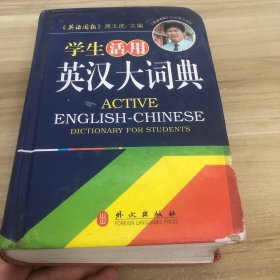 《英语周报》席玉虎/主编
学生活用
英汉大词典
ACTIVE
ENGLISH-CHINESE
DICTIONARY FOR STUDENTS
外文出版社
FOREIGN LANGUAGES PRESS